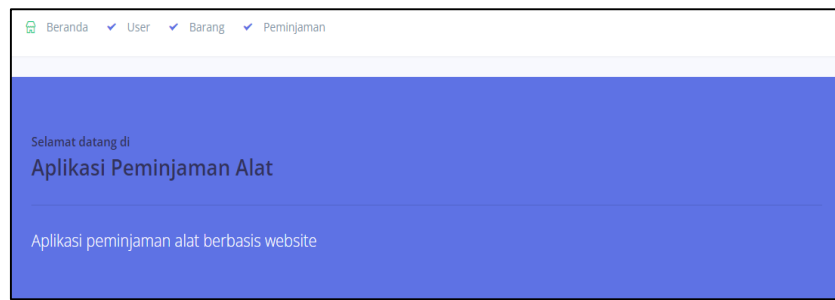 Beranda User Barang Peminjaman
Selamat datang di
Aplikasi Peminjaman Alat
Aplikasi peminjaman alat berbasis website